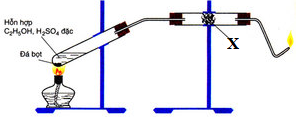 Hỗn hợp
C₂H₅OH, H₂SO₄ đặc
Đá bọt
X